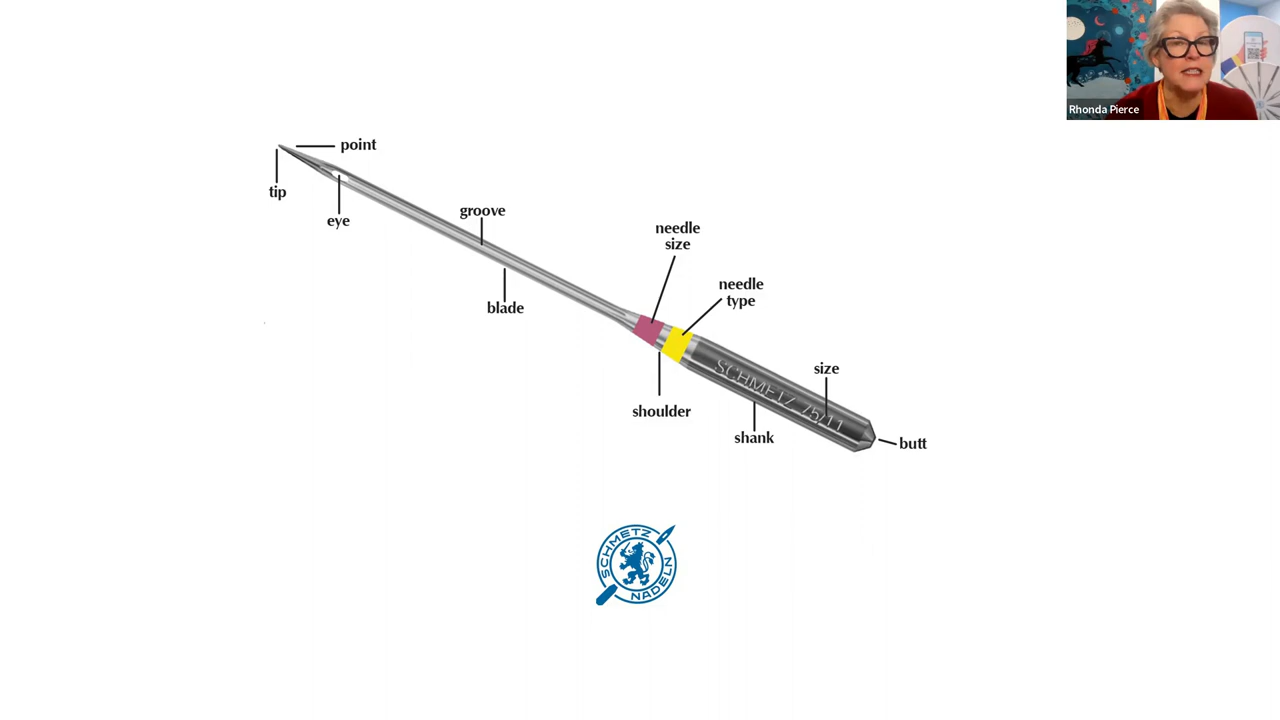 Rhonda Pierce
point
tip
eye
groove
needle
size
needle
type
blade
size
shoulder
shank
butt
SCHMETZ 75/11
SCHMETZ
NADELN